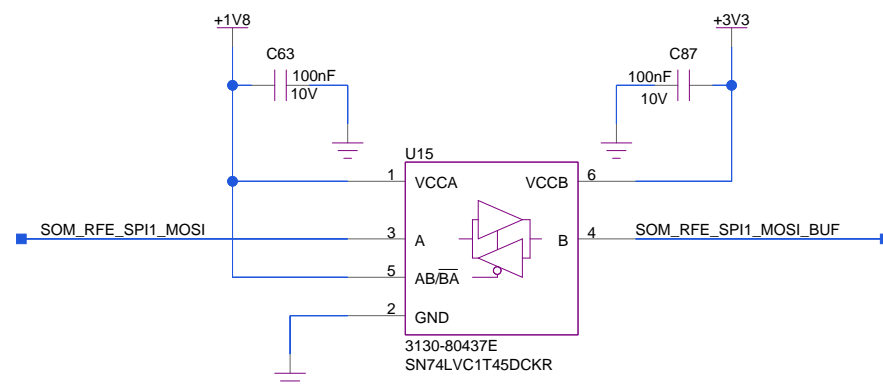 +1V8
+3V3
C63
C87
100nF
10V
100nF
10V
U15
1
VCCA
VCCB
6
SOM_RFE_SPI1_MOSI
3
A
B
4
SOM_RFE_SPI1_MOSI_BUF
5
AB/BA
2
GND
3130-80437E
SN74LVC1T45DCKR